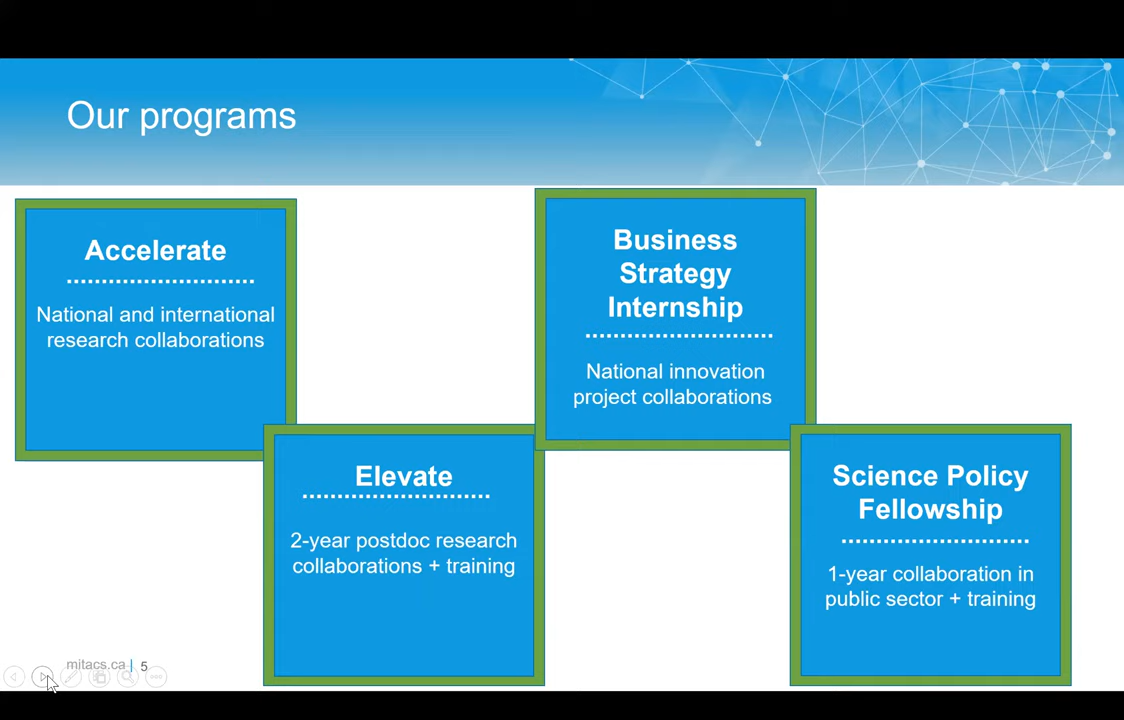 Our programs
Accelerate
National and international
research collaborations
Elevate
2-year postdoc research
collaborations + training
Business
Strategy
Internship
National innovation
project collaborations
Science Policy
Fellowship
1-year collaboration in
public sector + training
mitacs.ca | 5